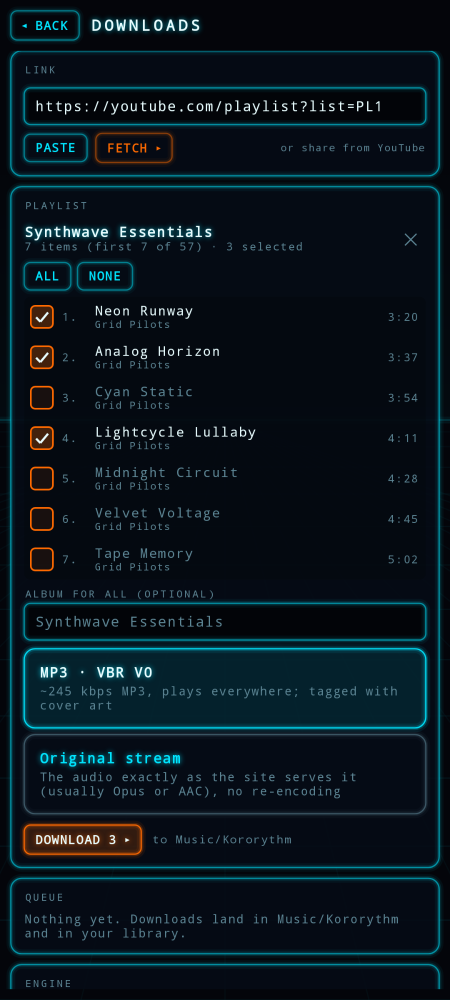 ◂ BACK DOWNLOADS
LINK
https://youtube.com/playlist?list=PL1
PASTE FETCH ▸ or share from YouTube
PLAYLIST
Synthwave Essentials
7 items (first 7 of 57) · 3 selected
ALL NONE
1. Neon Runway 3:20
Grid Pilots
2. Analog Horizon 3:37
Grid Pilots
3. Cyan Static 3:54
Grid Pilots
4. Lightcycle Lullaby 4:11
Grid Pilots
5. Midnight Circuit 4:28
Grid Pilots
6. Velvet Voltage 4:45
Grid Pilots
7. Tape Memory 5:02
Grid Pilots
ALBUM FOR ALL (OPTIONAL)
Synthwave Essentials
MP3 · VBR V0
~245 kbps MP3, plays everywhere; tagged with
cover art
Original stream
The audio exactly as the site serves it
(usually Opus or AAC), no re-encoding
DOWNLOAD 3 ▸ to Music/Kororythm
QUEUE
Nothing yet. Downloads land in Music/Kororythm
and in your library.
ENGINE